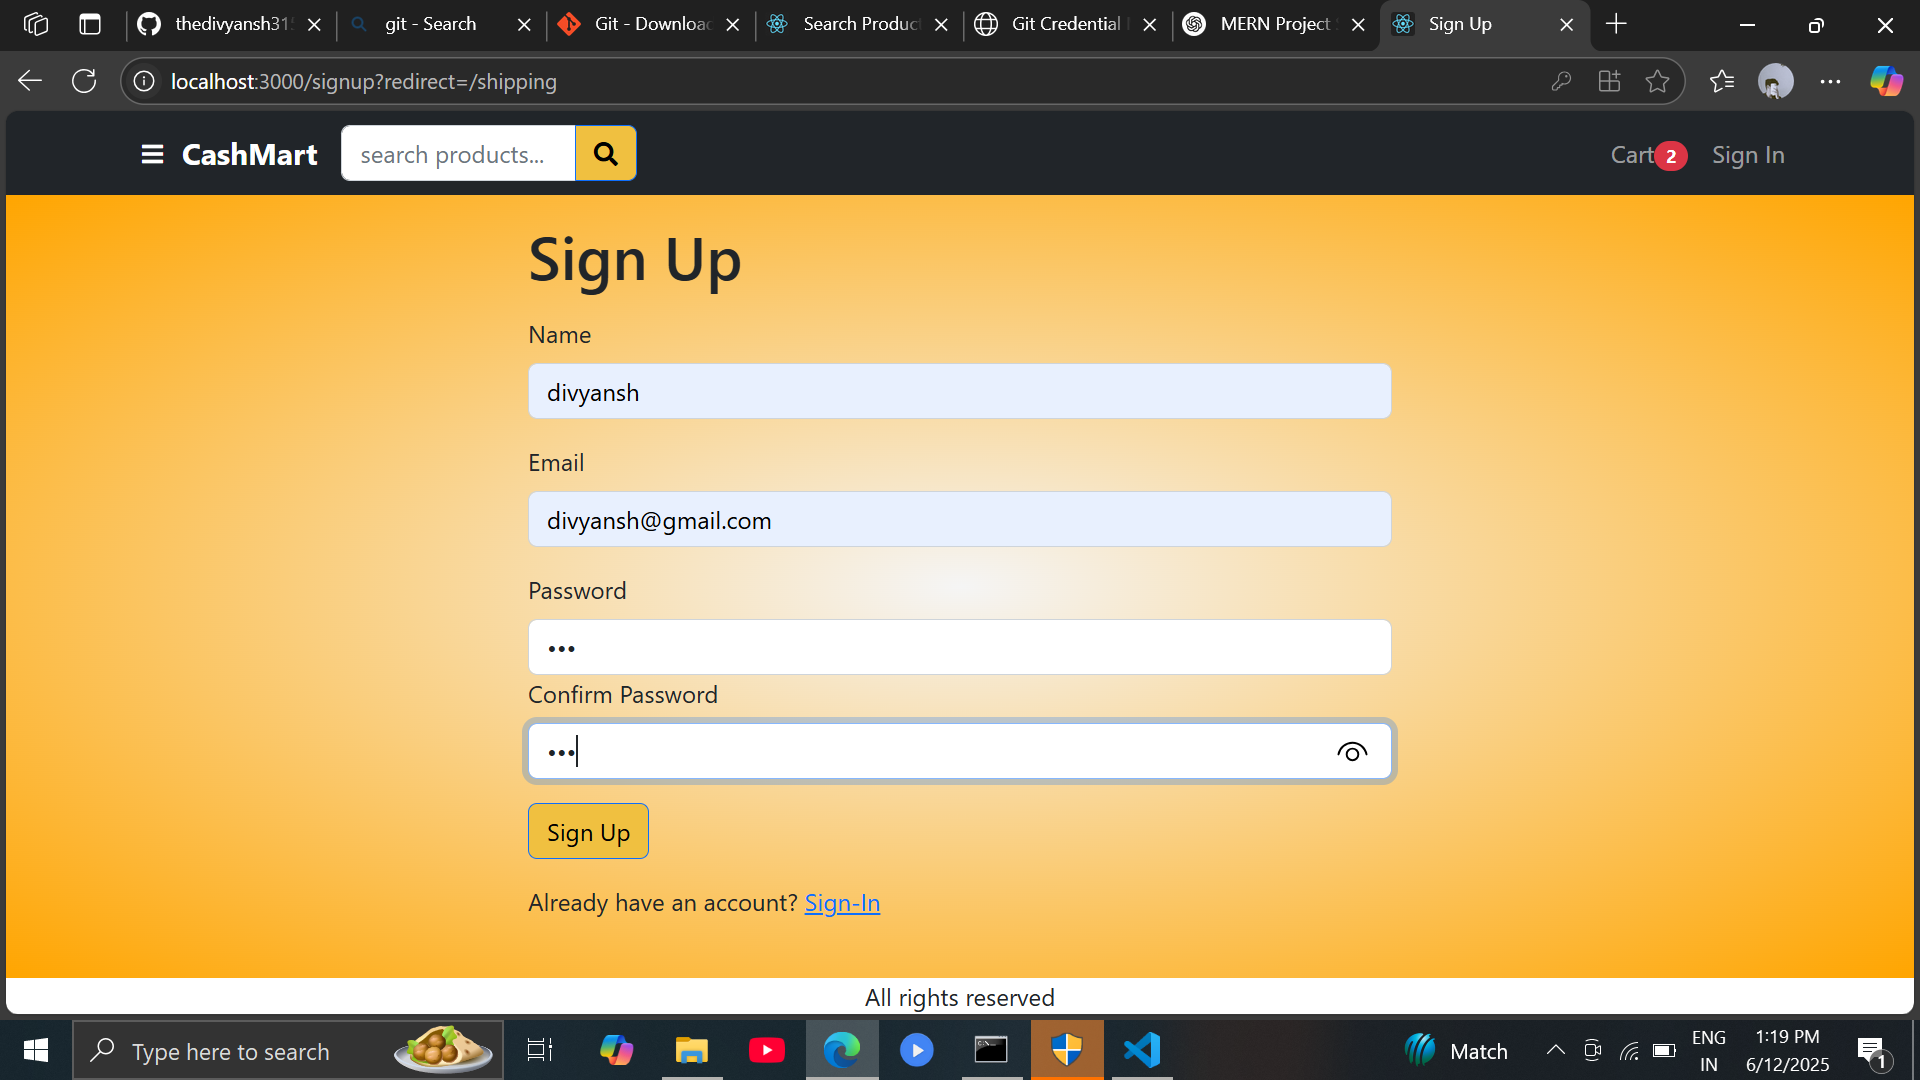 thedivyansh31
git - Search
Git - Downloa
Search Produc
Git Credential
MERN Project
Sign Up
localhost:3000/signup?redirect=/shipping
CashMart
search products...
Cart 2
Sign In
Sign Up
Name
divyansh
Email
divyansh@gmail.com
Password
•••
Confirm Password
•••
Sign Up
Already have an account? Sign-In
All rights reserved
Type here to search
Match
ENG
IN
1:19 PM
6/12/2025
1